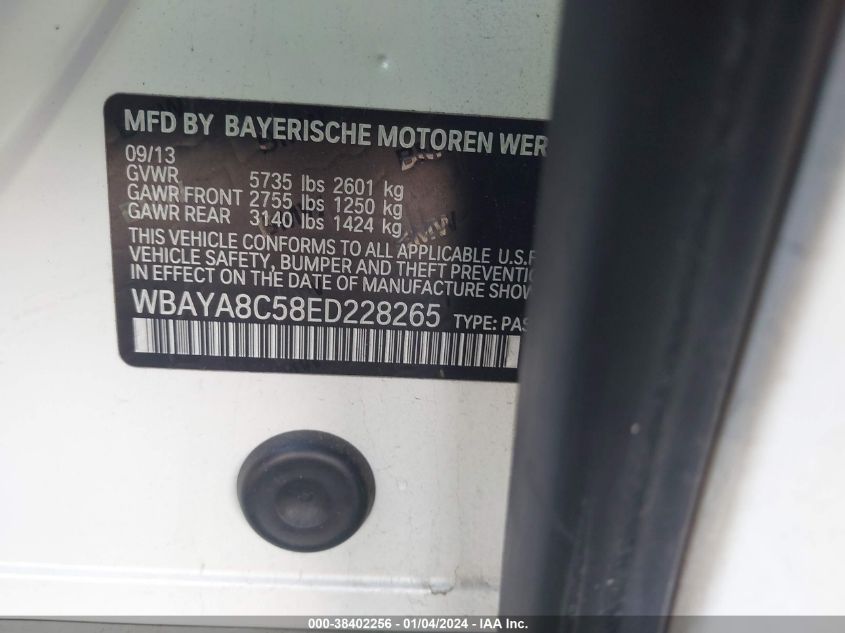 MFD BY BAYERISCHE MOTOREN WER
09/13
GVWR 5735 lbs 2601 kg
GAWR FRONT 2755 lbs 1250 kg
GAWR REAR 3140 lbs 1424 kg
THIS VEHICLE CONFORMS TO ALL APPLICABLE U.S.F
VEHICLE SAFETY, BUMPER AND THEFT PREVENTIO
IN EFFECT ON THE DATE OF MANUFACTURE SHOW
WBAYA8C58ED228265 TYPE: PAS
000-38402256 - 01/04/2024 - IAA Inc.